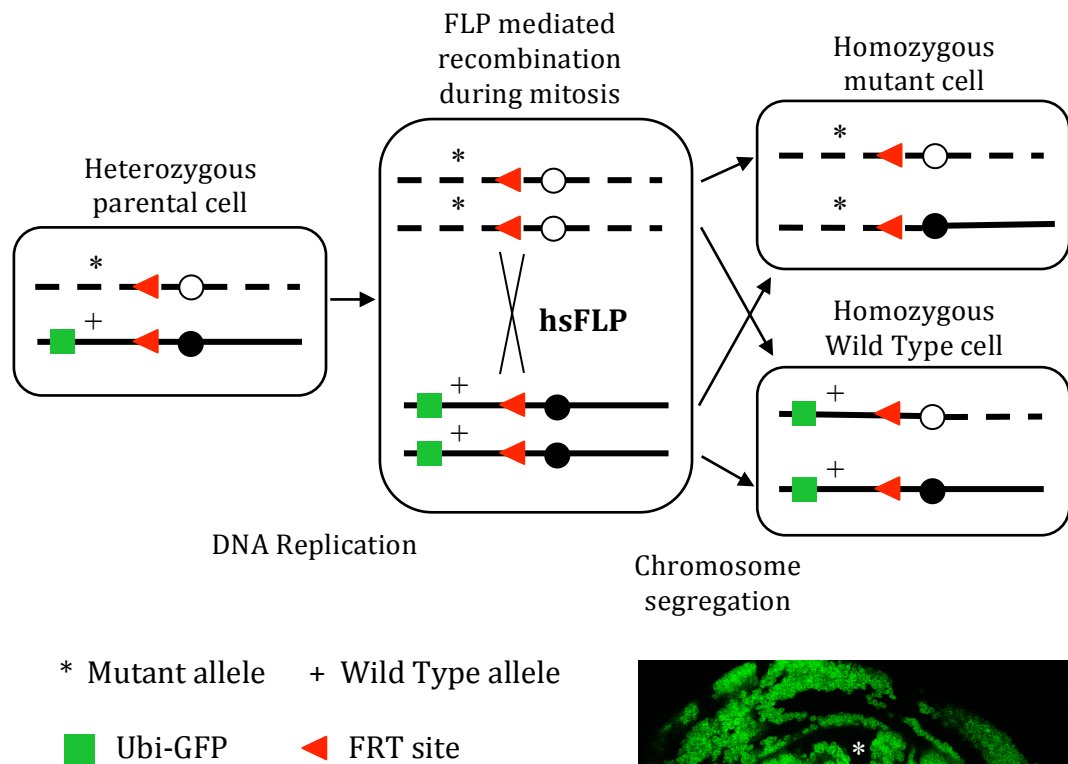 FLP mediated
recombination
during mitosis
Homozygous
mutant cell
Heterozygous
parental cell
*
*
*
*
*
+
hsFLP
Homozygous
Wild Type cell
+
+
+
+
DNA Replication
Chromosome
segregation
* Mutant allele + Wild Type allele
Ubi-GFP FRT site
*